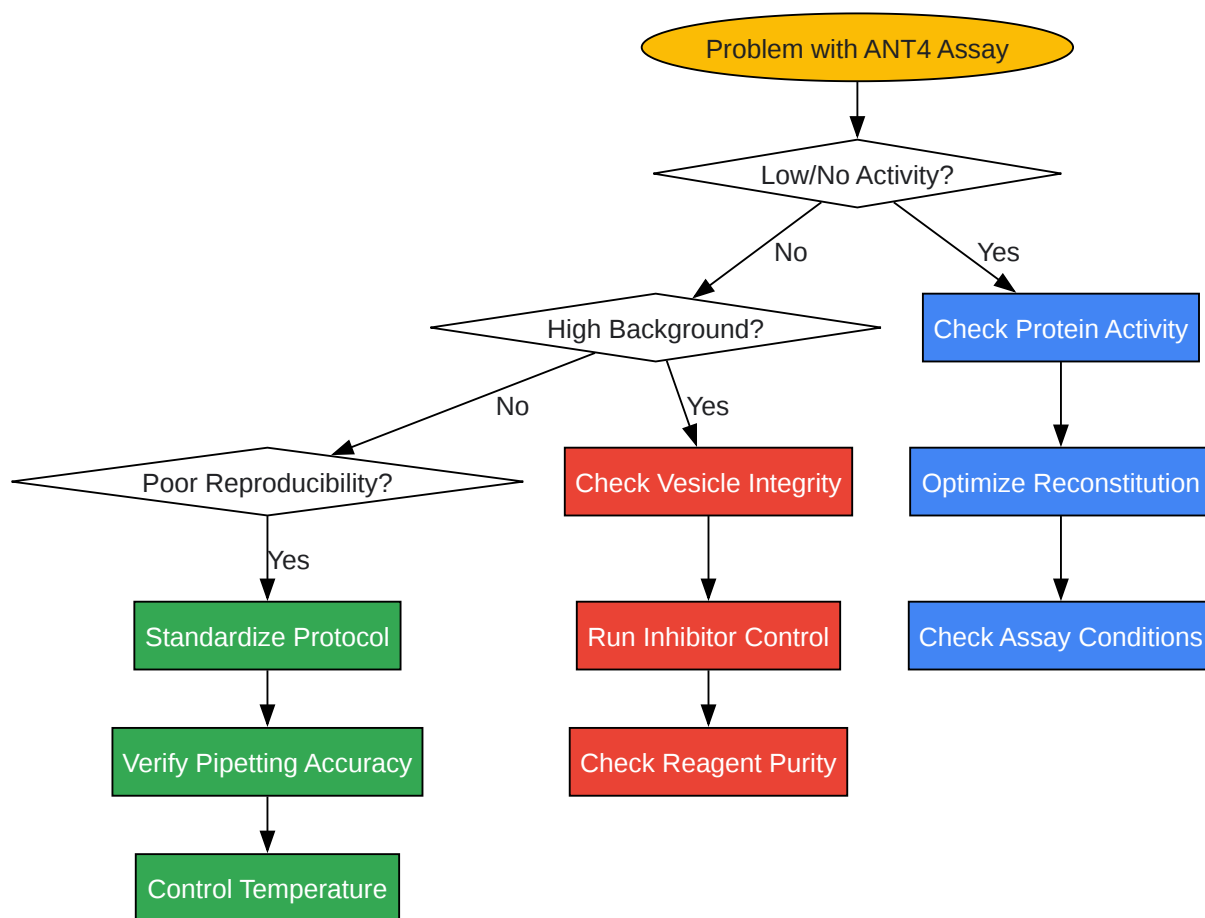 Problem with ANT4 Assay
Low/No Activity?
No
Yes
High Background?
Check Protein Activity
No
Yes
Poor Reproducibility?
Check Vesicle Integrity
Optimize Reconstitution
Yes
Standardize Protocol
Run Inhibitor Control
Check Assay Conditions
Verify Pipetting Accuracy
Check Reagent Purity
Control Temperature